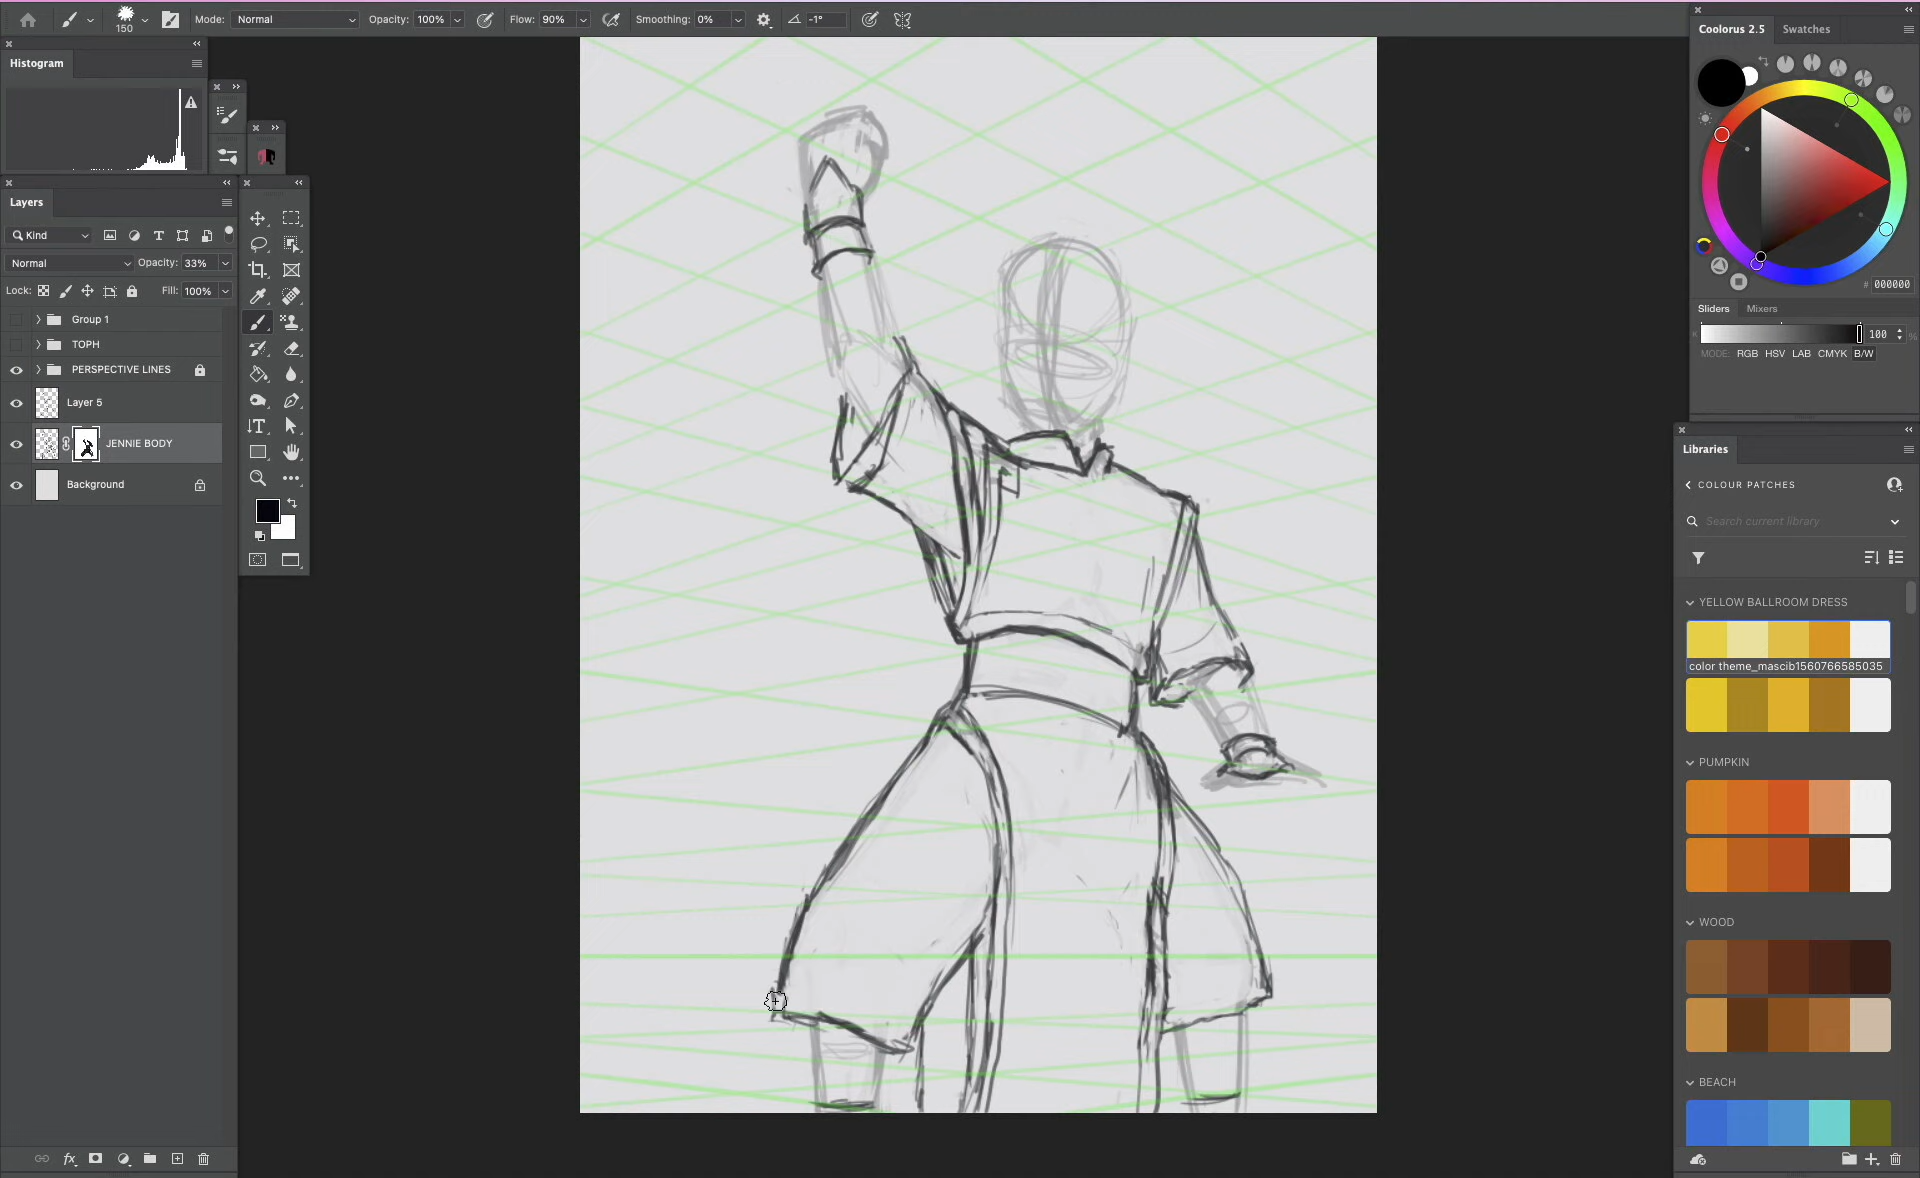 150
Mode: Normal
Opacity: 100%
Flow: 90%
Smoothing: 0%
-1°
Histogram
Layers
Kind
Normal
Opacity: 33%
Lock:
Fill: 100%
Group 1
TOPH
PERSPECTIVE LINES
Layer 5
JENNIE BODY
Background
fx
Coolorus 2.5
Swatches
# 000000
Sliders
Mixers
K
100
%
MODE: RGB HSV LAB CMYK B/W
Libraries
COLOUR PATCHES
Search current library
YELLOW BALLROOM DRESS
color theme_mascib1560766585035
PUMPKIN
WOOD
BEACH